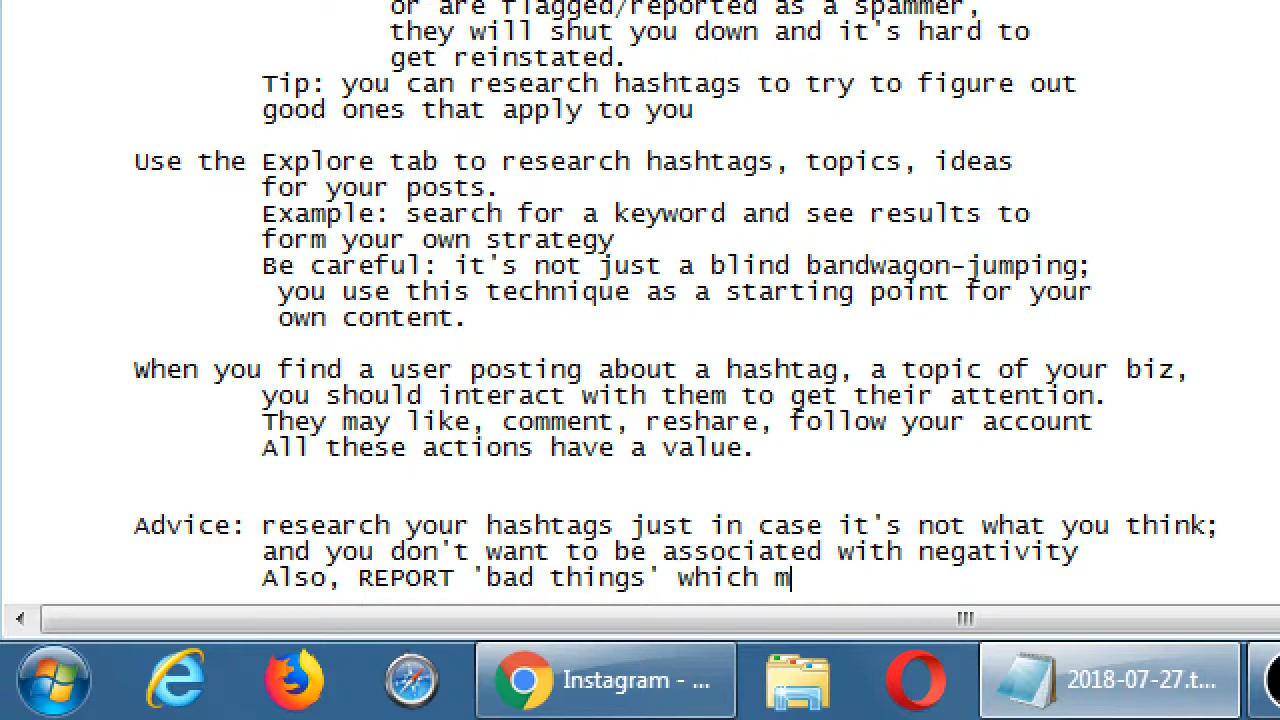 or are flagged/reported as a spammer,
they will shut you down and it's hard to
get reinstated.
Tip: you can research hashtags to try to figure out
good ones that apply to you
Use the Explore tab to research hashtags, topics, ideas
for your posts.
Example: search for a keyword and see results to
form your own strategy
Be careful: it's not just a blind bandwagon-jumping;
you use this technique as a starting point for your
own content.
When you find a user posting about a hashtag, a topic of your biz,
you should interact with them to get their attention.
They may like, comment, reshare, follow your account
All these actions have a value.
Advice: research your hashtags just in case it's not what you think;
and you don't want to be associated with negativity
Also, REPORT 'bad things' which m
Instagram - ...
2018-07-27.t...